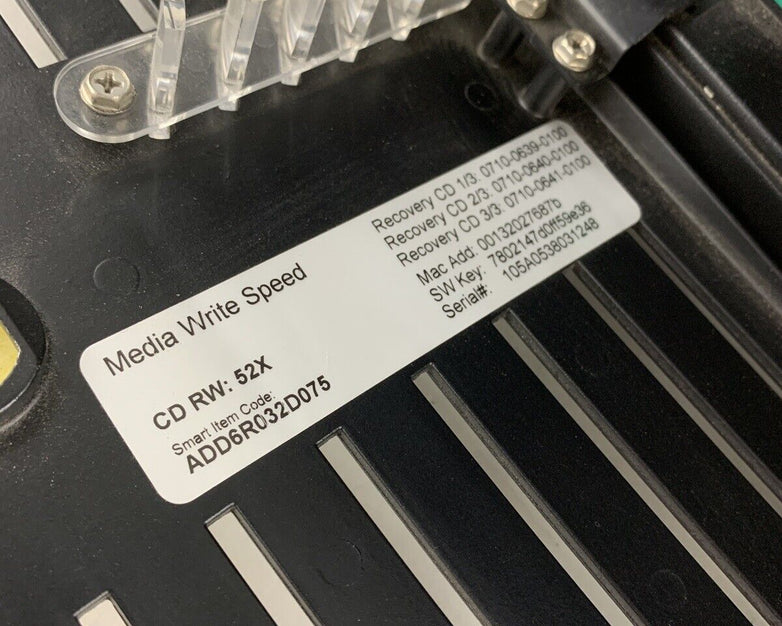 Media Write Speed
CD RW: 52X
Smart Item Code:
ADD6R032D075
Recovery CD 1/3: 0710-0639-0100
Recovery CD 2/3: 0710-0640-0100
Recovery CD 3/3: 0710-0641-0100
Mac Add: 00132027687b
SW Key: 7802147d0ff59e36
Serial#: 105A0538031248